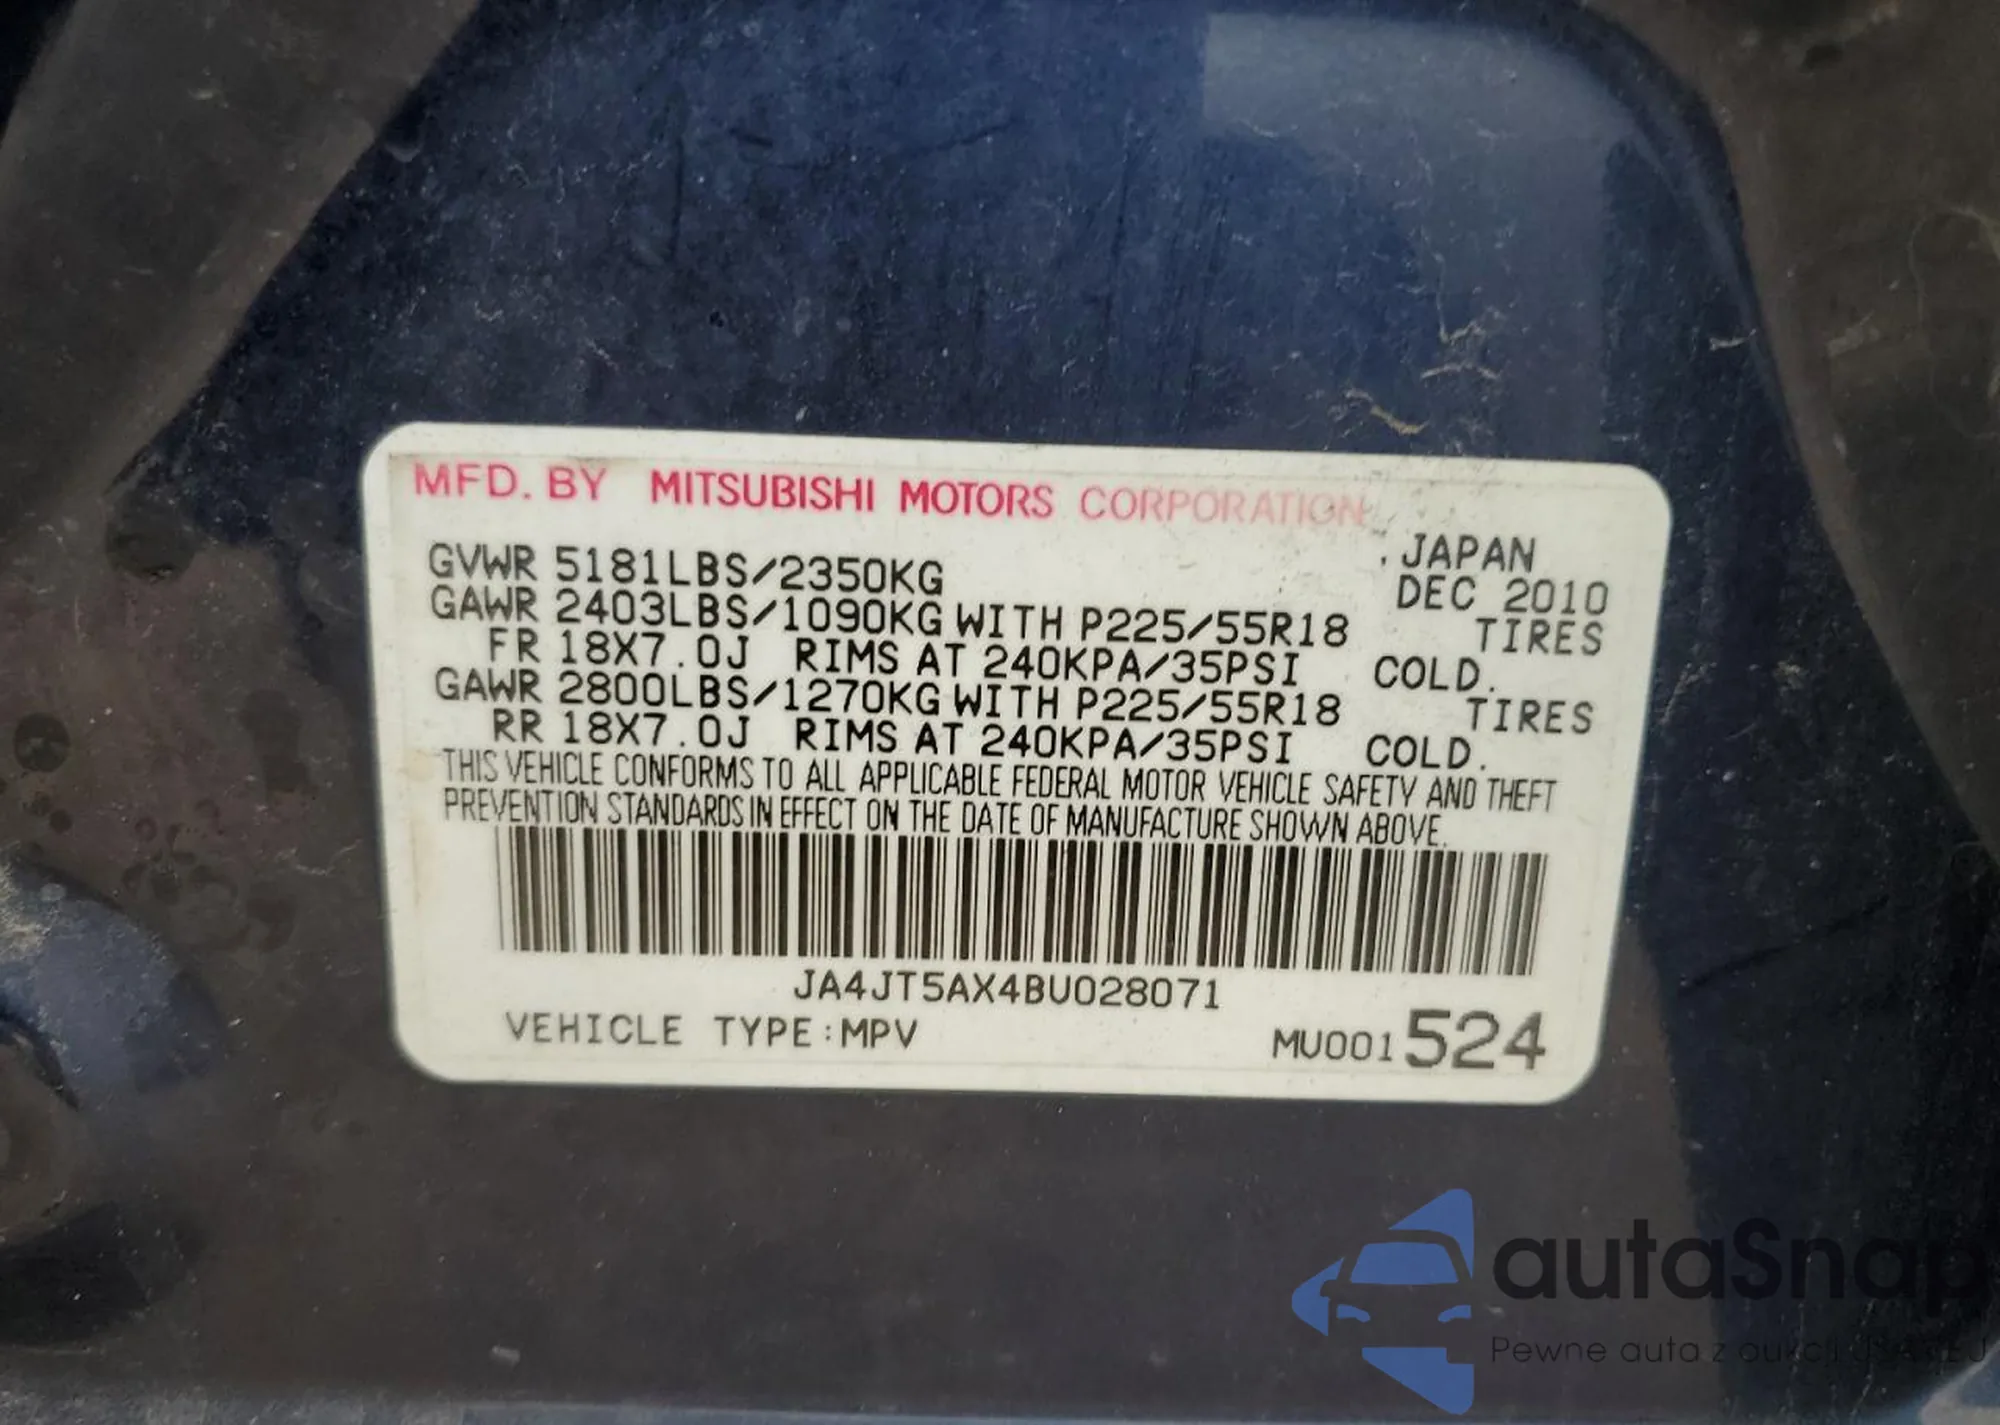 MFD. BY MITSUBISHI MOTORS CORPORATION
GVWR 5181LBS/2350KG JAPAN
DEC 2010
GAWR 2403LBS/1090KG WITH P225/55R18 TIRES
FR 18X7.0J RIMS AT 240KPA/35PSI COLD.
GAWR 2800LBS/1270KG WITH P225/55R18 TIRES
RR 18X7.0J RIMS AT 240KPA/35PSI COLD.
THIS VEHICLE CONFORMS TO ALL APPLICABLE FEDERAL MOTOR VEHICLE SAFETY AND THEFT
PREVENTION STANDARDS IN EFFECT ON THE DATE OF MANUFACTURE SHOWN ABOVE.
JA4JT5AX4BU028071
VEHICLE TYPE:MPV MU001524
autaSnap
Pewne auta z aukcji